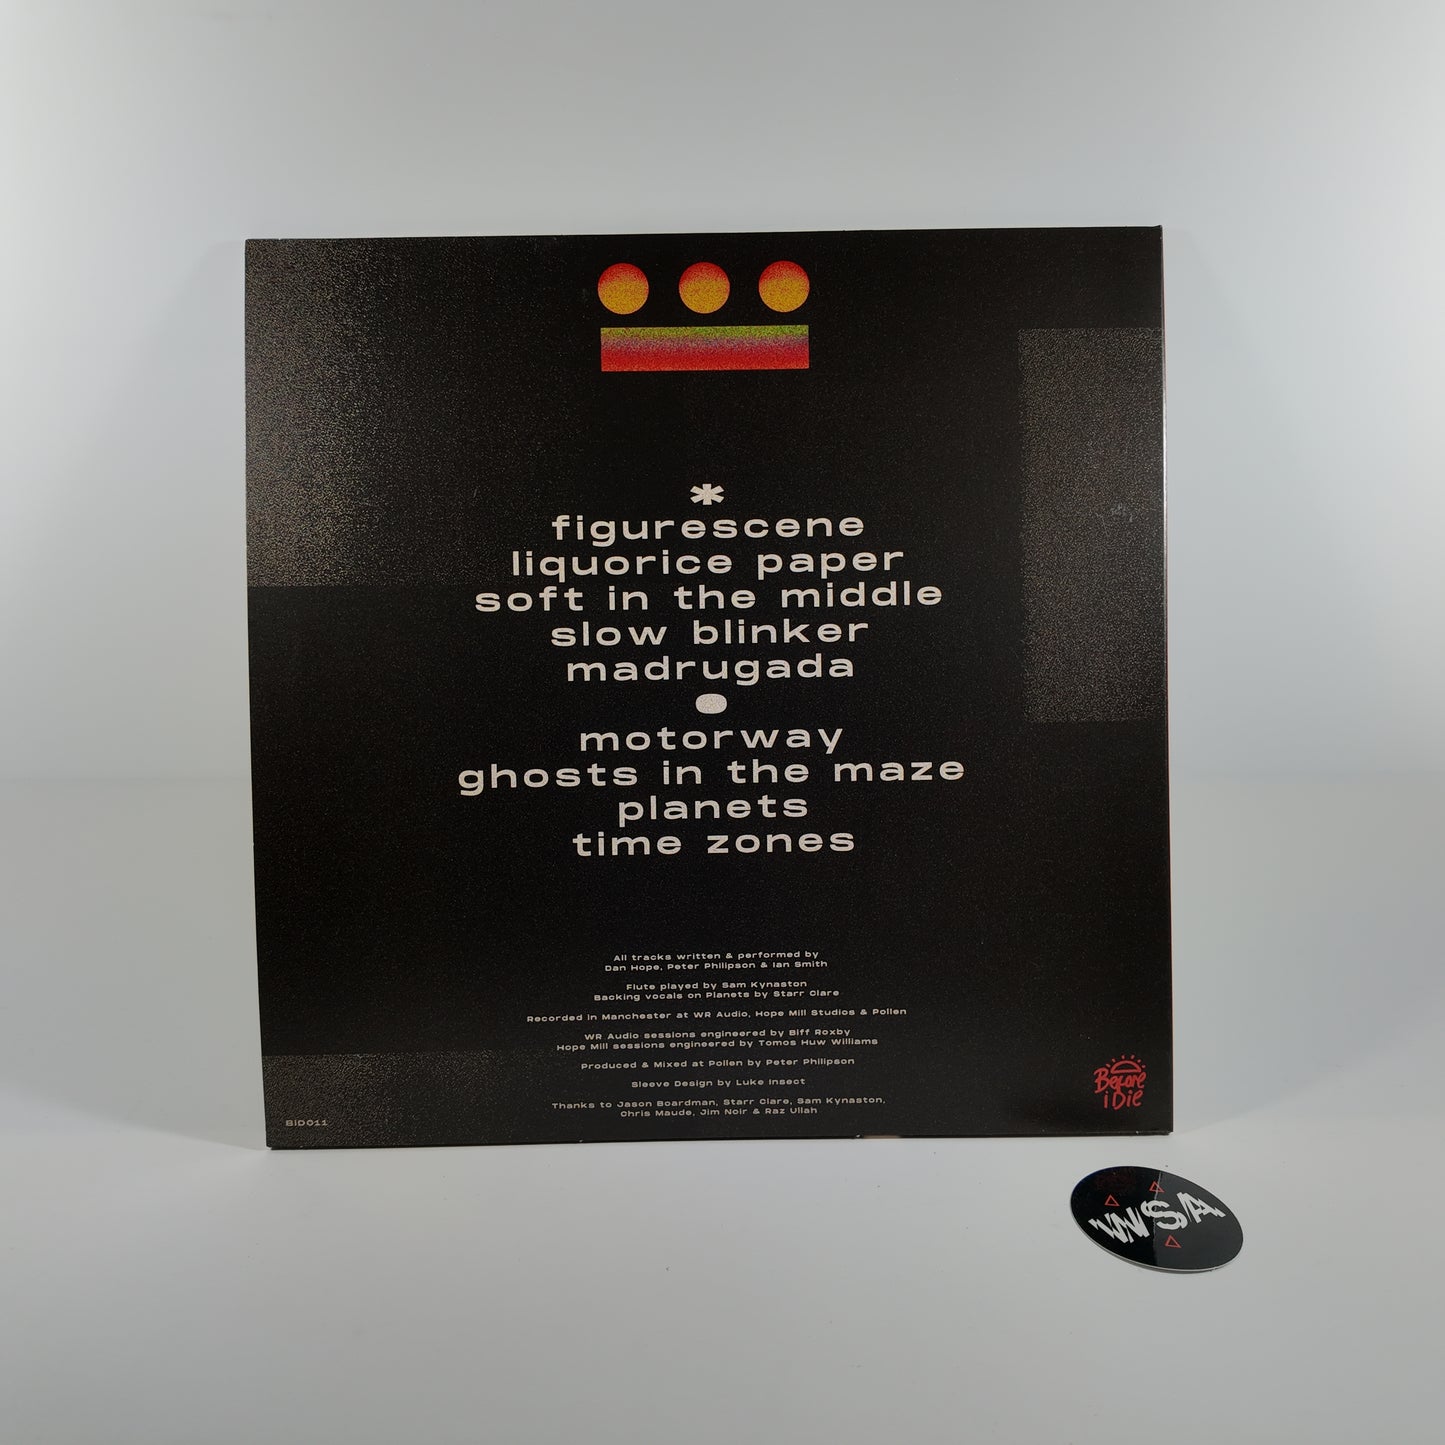 *
figurescene
liquorice paper
soft in the middle
slow blinker
madrugada
motorway
ghosts in the maze
planets
time zones
All tracks written & performed by
Dan Hope, Peter Philipson & Ian Smith
Flute played by Sam Kynaston
Backing vocals on Planets by Starr Clare
Recorded in Manchester at WR Audio, Hope Mill Studios & Pollen
WR Audio sessions engineered by Biff Roxby
Hope Mill sessions engineered by Tomos Huw Williams
Produced & Mixed at Pollen by Peter Philipson
Sleeve Design by Luke Insect
Thanks to Jason Boardman, Starr Clare, Sam Kynaston,
Chris Maude, Jim Noir & Raz Ullah
BiD011
Before
i Die